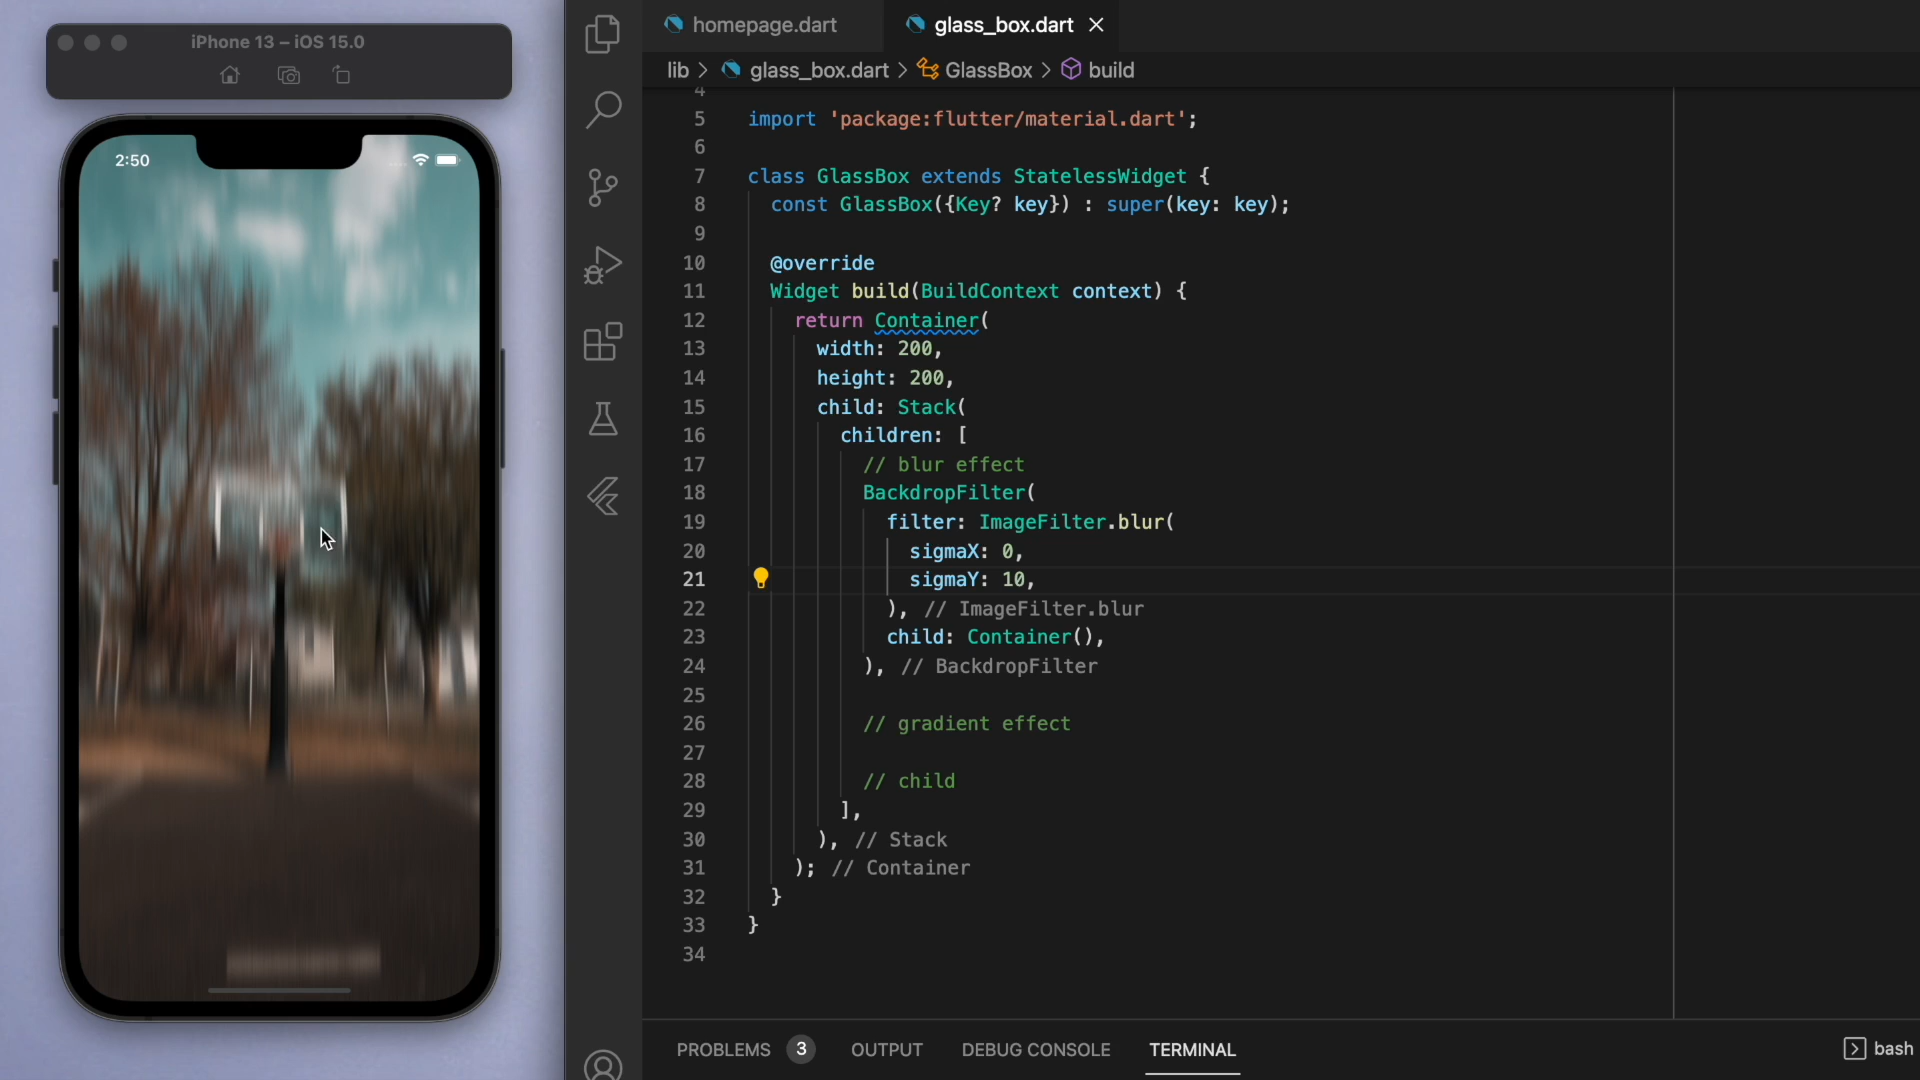 iPhone 13 – iOS 15.0
2:50
homepage.dart
glass_box.dart
lib > glass_box.dart > GlassBox > build
4
5 import 'package:flutter/material.dart';
6
7 class GlassBox extends StatelessWidget {
8 const GlassBox({Key? key}) : super(key: key);
9
10 @override
11 Widget build(BuildContext context) {
12 return Container(
13 width: 200,
14 height: 200,
15 child: Stack(
16 children: [
17 // blur effect
18 BackdropFilter(
19 filter: ImageFilter.blur(
20 sigmaX: 0,
21 sigmaY: 10,
22 ), // ImageFilter.blur
23 child: Container(),
24 ), // BackdropFilter
25
26 // gradient effect
27
28 // child
29 ],
30 ), // Stack
31 ); // Container
32 }
33 }
34
PROBLEMS 3 OUTPUT DEBUG CONSOLE TERMINAL
bash